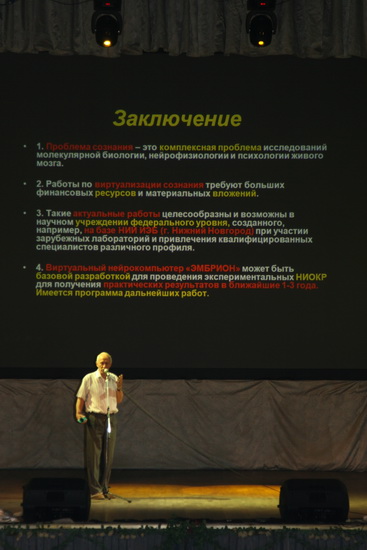 Заключение
• 1. Проблема сознания – это комплексная проблема исследований
молекулярной биологии, нейрофизиологии и психологии живого
мозга.
• 2. Работы по виртуализации сознания требуют больших
финансовых ресурсов и материальных вложений.
• 3. Такие актуальные работы целесообразны и возможны в
научном учреждении федерального уровня, созданного,
например, на базе НИИ ИЭБ (г. Нижний Новгород) при участии
зарубежных лабораторий и привлечения квалифицированных
специалистов различного профиля.
• 4. Виртуальный нейрокомпьютер «ЭМБРИОН» может быть
базовой разработкой для проведения экспериментальных НИОКР
для получения практических результатов в ближайшие 1-3 года.
Имеется программа дальнейших работ.